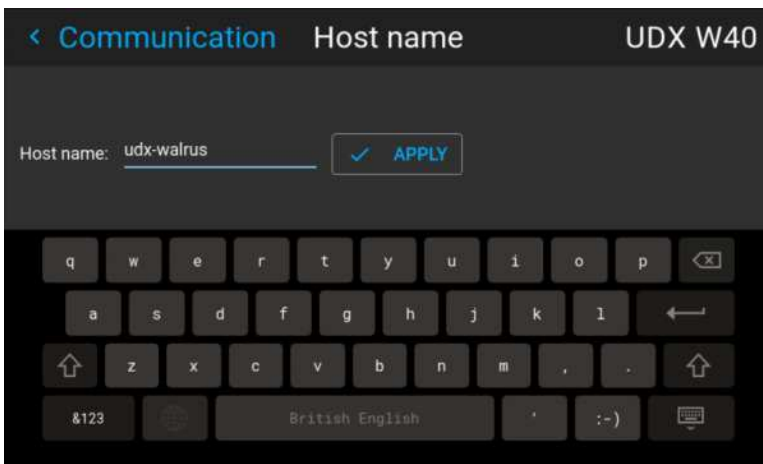 < Communication Host name UDX W40
Host name: udx-walrus ✓ APPLY
q w e r t y u i o p
a s d f g h j k l
z x c v b n m , .
&123 British English ' :-)